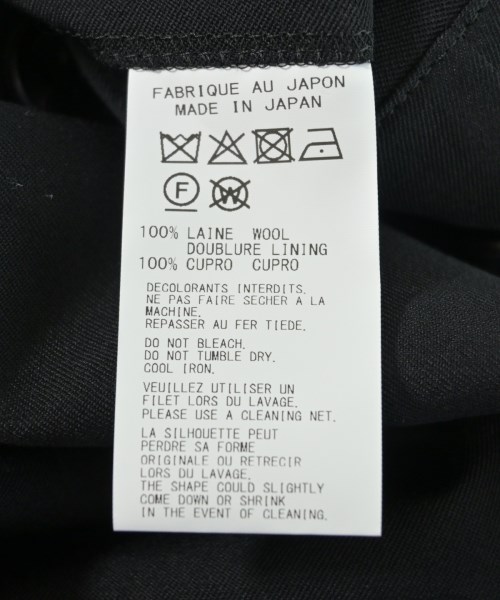 FABRIQUE AU JAPON
MADE IN JAPAN
F W
100% LAINE WOOL
DOUBLURE LINING
100% CUPRO CUPRO
DECOLORANTS INTERDITS.
NE PAS FAIRE SECHER A LA
MACHINE.
REPASSER AU FER TIEDE.
DO NOT BLEACH.
DO NOT TUMBLE DRY.
COOL IRON.
VEUILLEZ UTILISER UN
FILET LORS DU LAVAGE.
PLEASE USE A CLEANING NET.
LA SILHOUETTE PEUT
PERDRE SA FORME
ORIGINALE OU RETRECIR
LORS DU LAVAGE.
THE SHAPE COULD SLIGHTLY
COME DOWN OR SHRINK
IN THE EVENT OF CLEANING.